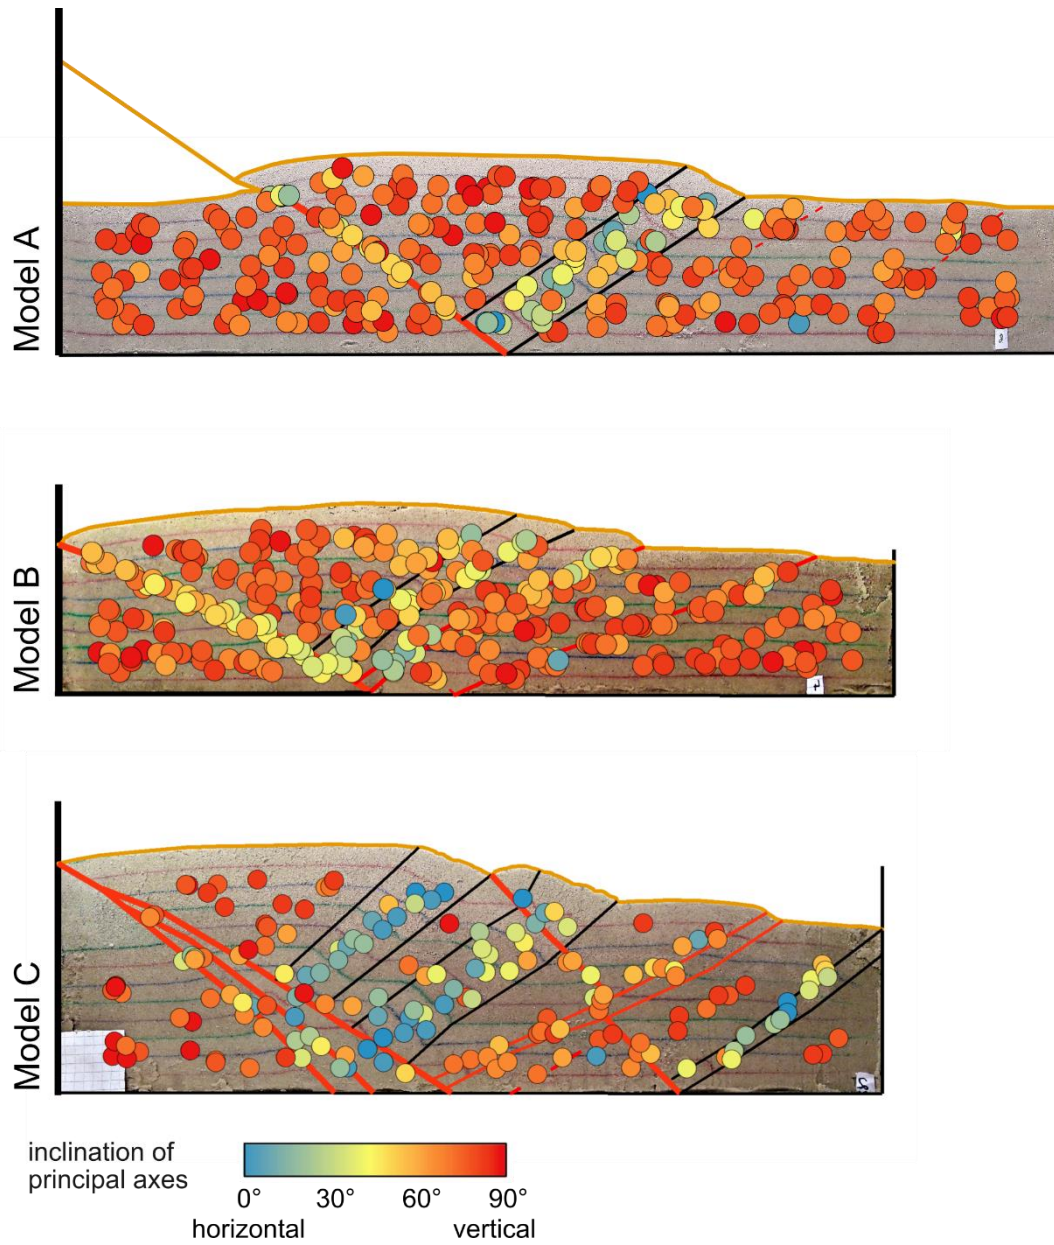 Model A
Model B
Model C
inclination of
principal axes
0° 30° 60° 90°
horizontal vertical